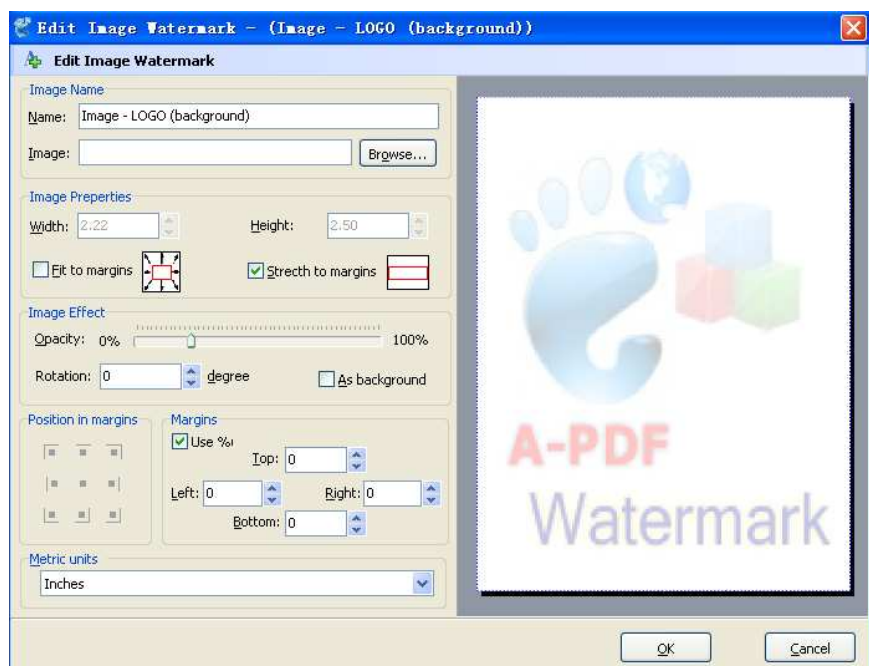 Edit Image Watermark - (Image - LOGO (background))
Edit Image Watermark
Image Name
Name: Image - LOGO (background)
Image: Browse...
Image Preperties
Width: 2.22 Height: 2.50
Fit to margins Strecth to margins
Image Effect
Opacity: 0% 100%
Rotation: 0 degree As background
Position in margins
Margins
Use %
Top: 0
Left: 0 Right: 0
Bottom: 0
Metric units
Inches
A-PDF
Watermark
OK Cancel